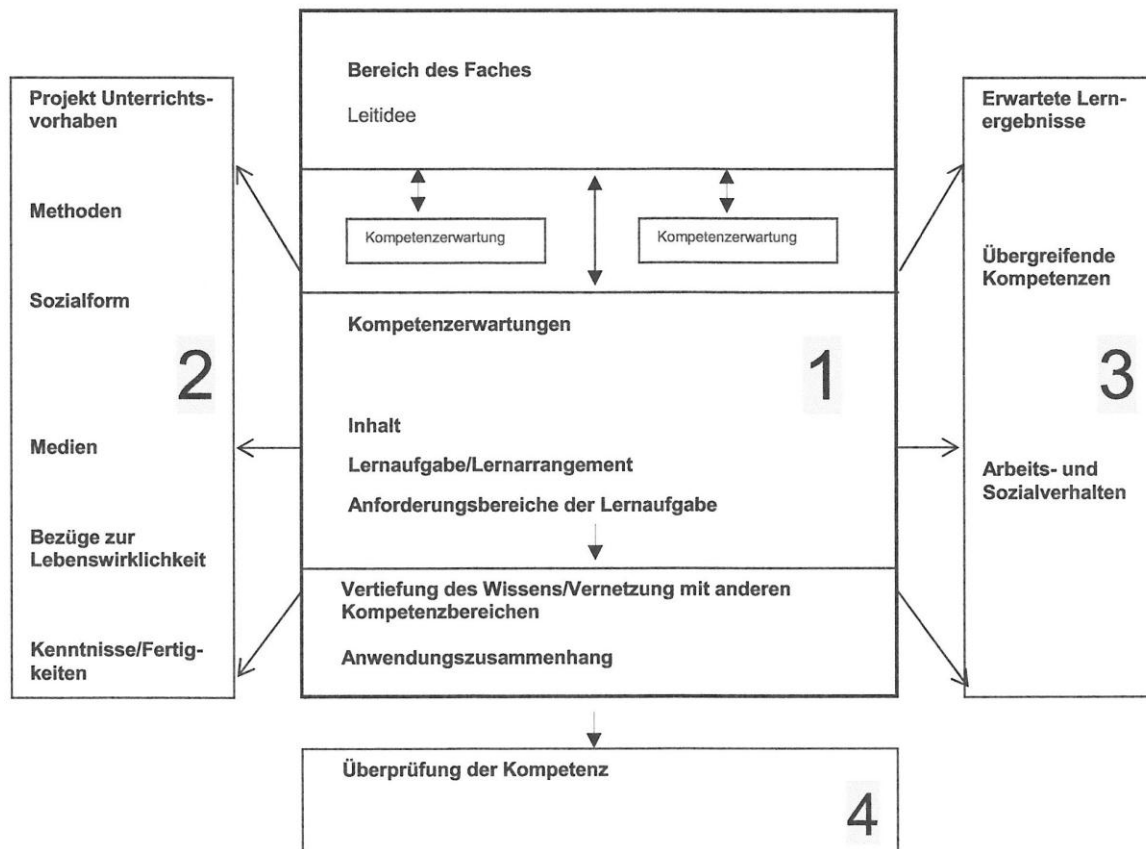 Bereich des Faches
Leitidee
Kompetenzerwartung
Kompetenzerwartung
Kompetenzerwartungen
1
Inhalt
Lernaufgabe/Lernarrangement
Anforderungsbereiche der Lernaufgabe
Vertiefung des Wissens/Vernetzung mit anderen
Kompetenzbereichen
Anwendungszusammenhang
Projekt Unterrichts-
vorhaben
Methoden
Sozialform
2
Medien
Bezüge zur
Lebenswirklichkeit
Kenntnisse/Fertig-
keiten
Erwartete Lern-
ergebnisse
Übergreifende
Kompetenzen
3
Arbeits- und
Sozialverhalten
Überprüfung der Kompetenz
4